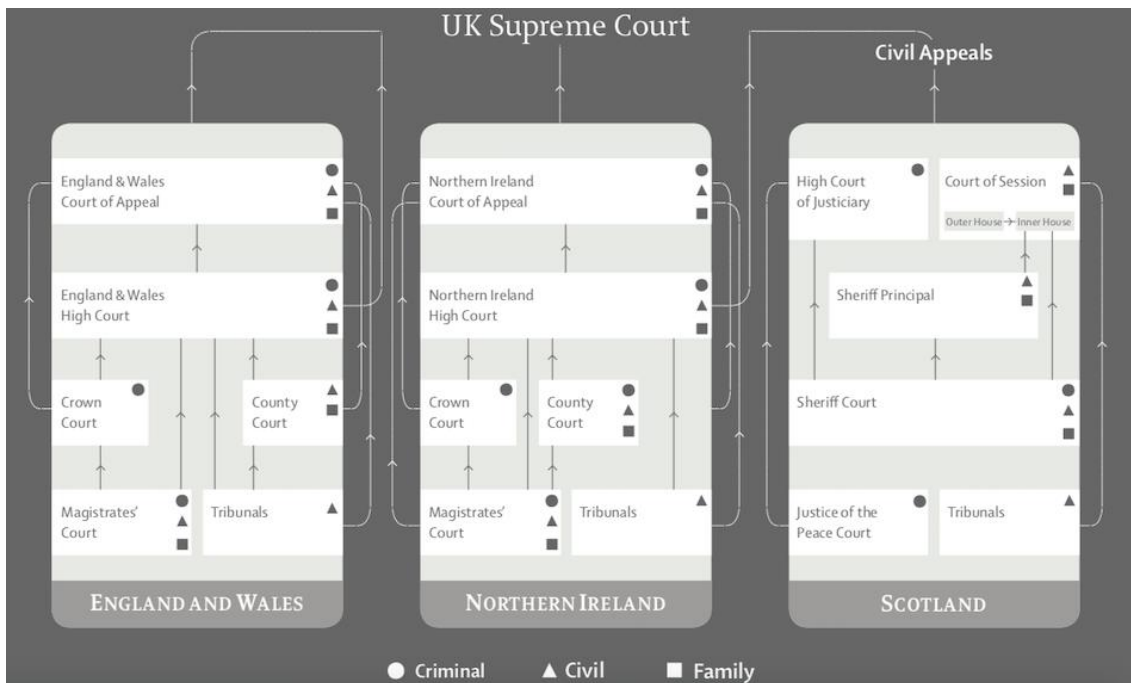 UK Supreme Court
Civil Appeals
England & Wales
Court of Appeal
England & Wales
High Court
Crown
Court
County
Court
Magistrates'
Court
Tribunals
ENGLAND AND WALES
Northern Ireland
Court of Appeal
Northern Ireland
High Court
Crown
Court
County
Court
Magistrates'
Court
Tribunals
NORTHERN IRELAND
High Court
of Justiciary
Court of Session
Outer House
Inner House
Sheriff Principal
Sheriff Court
Justice of the
Peace Court
Tribunals
SCOTLAND
Criminal
Civil
Family